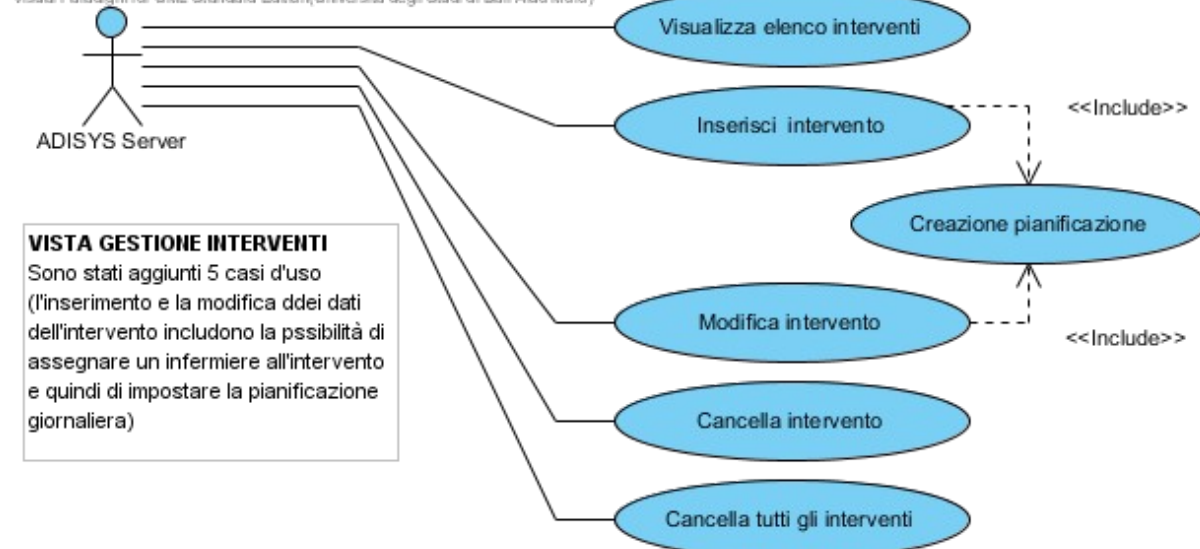 Visualizza elenco interventi
Inserisci intervento
<<Include>>
ADISYS Server
Creazione pianificazione
VISTA GESTIONE INTERVENTI
Sono stati aggiunti 5 casi d'uso
(l'inserimento e la modifica ddei dati
dell'intervento includono la pssibilità di
assegnare un infermiere all'intervento
e quindi di impostare la pianificazione
giornaliera)
Modifica intervento
<<Include>>
Cancella intervento
Cancella tutti gli interventi